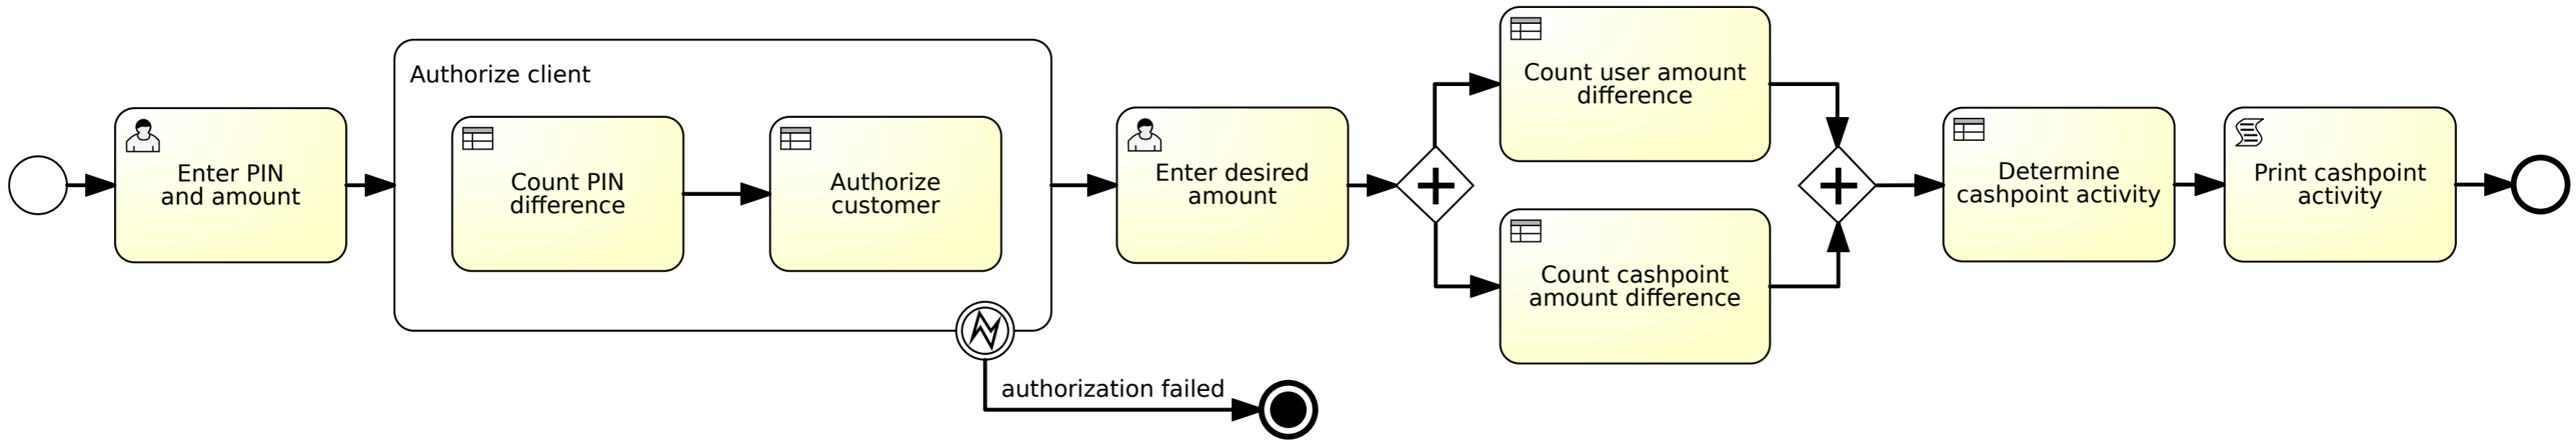 Enter PIN
and amount
Authorize client
Count PIN
difference
Authorize
customer
authorization failed
Enter desired
amount
Count user amount
difference
Count cashpoint
amount difference
Determine
cashpoint activity
Print cashpoint
activity